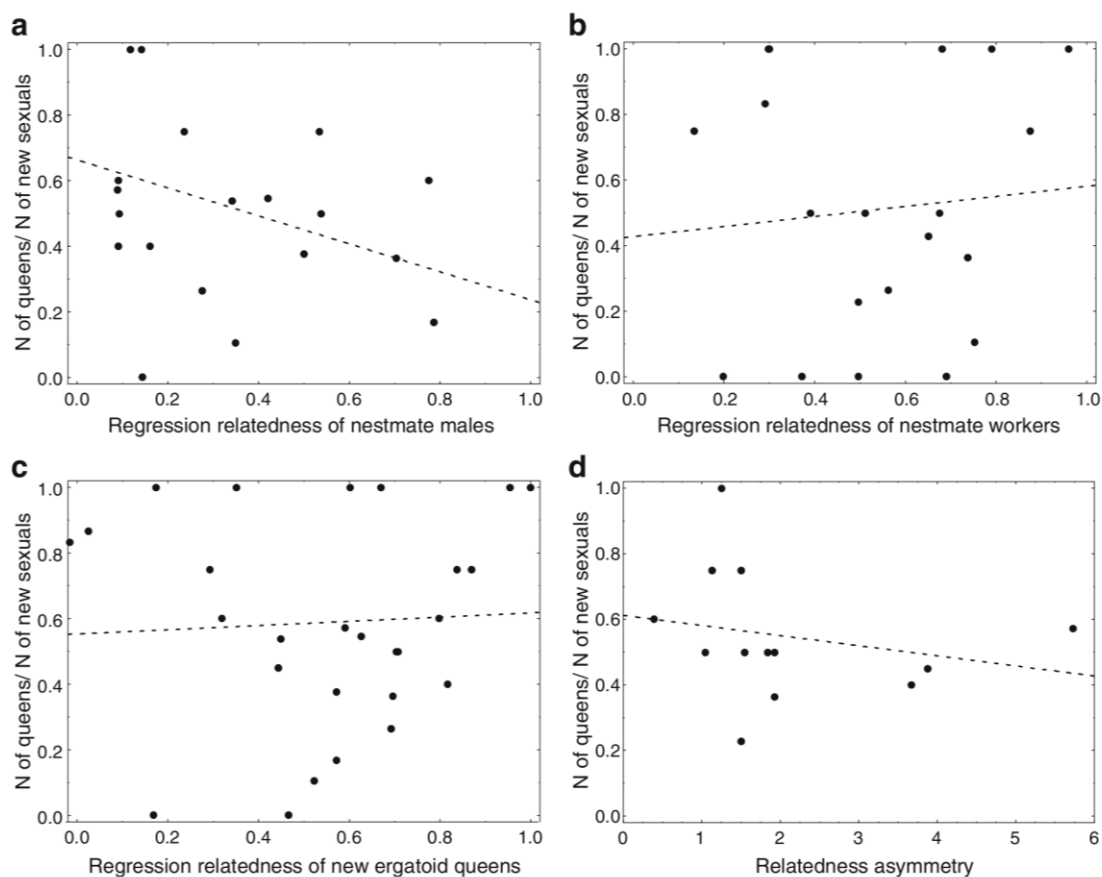 a
N of queens/ N of new sexuals
1.0
0.8
0.6
0.4
0.2
0.0
0.0 0.2 0.4 0.6 0.8 1.0
Regression relatedness of nestmate males
b
N of queens/ N of new sexuals
1.0
0.8
0.6
0.4
0.2
0.0
0.0 0.2 0.4 0.6 0.8 1.0
Regression relatedness of nestmate workers
c
N of queens/ N of new sexuals
1.0
0.8
0.6
0.4
0.2
0.0
0.0 0.2 0.4 0.6 0.8 1.0
Regression relatedness of new ergatoid queens
d
N of queens/ N of new sexuals
1.0
0.8
0.6
0.4
0.2
0.0
0 1 2 3 4 5 6
Relatedness asymmetry